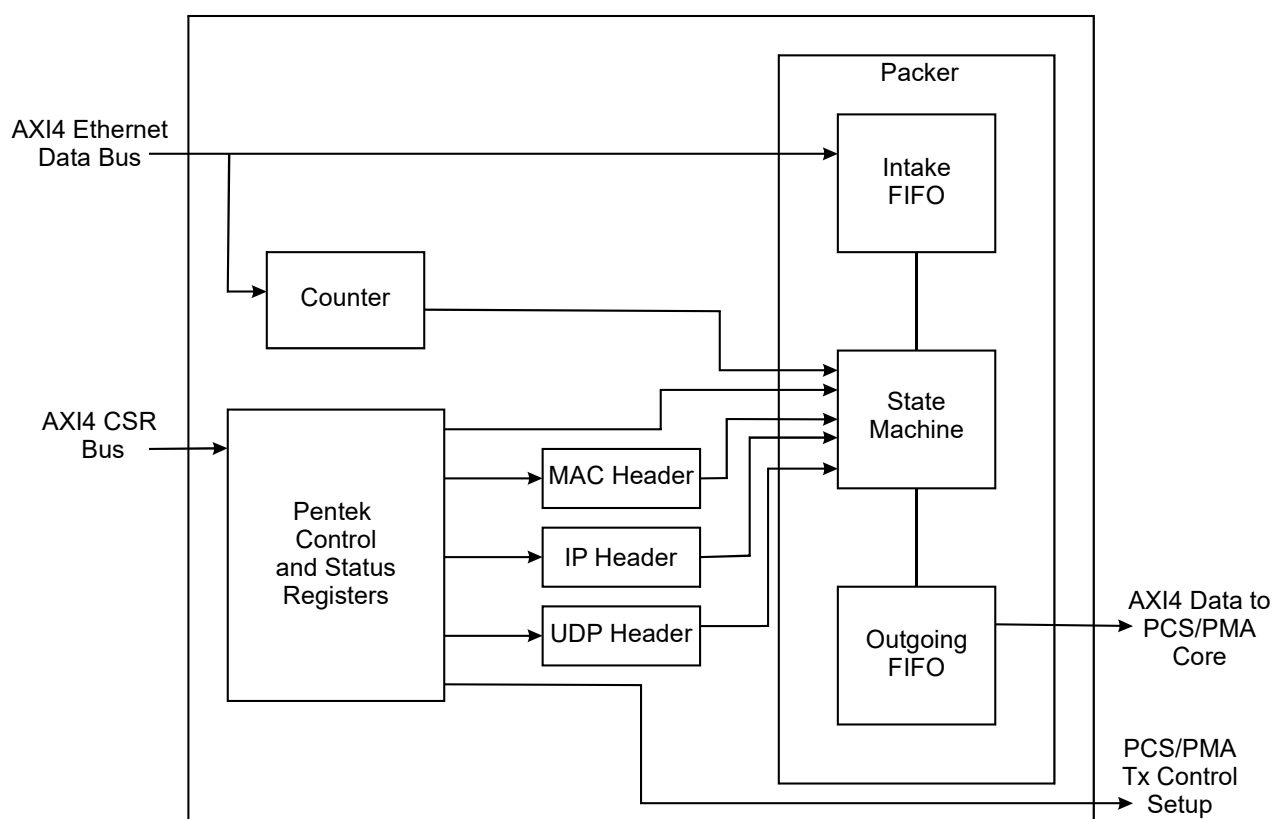 Packer
AXI4 Ethernet
Data Bus
Intake
FIFO
Counter
AXI4 CSR
Bus
State
Machine
MAC Header
Pentek
Control
and Status
Registers
IP Header
UDP Header
Outgoing
FIFO
AXI4 Data to
PCS/PMA
Core
PCS/PMA
Tx Control
Setup